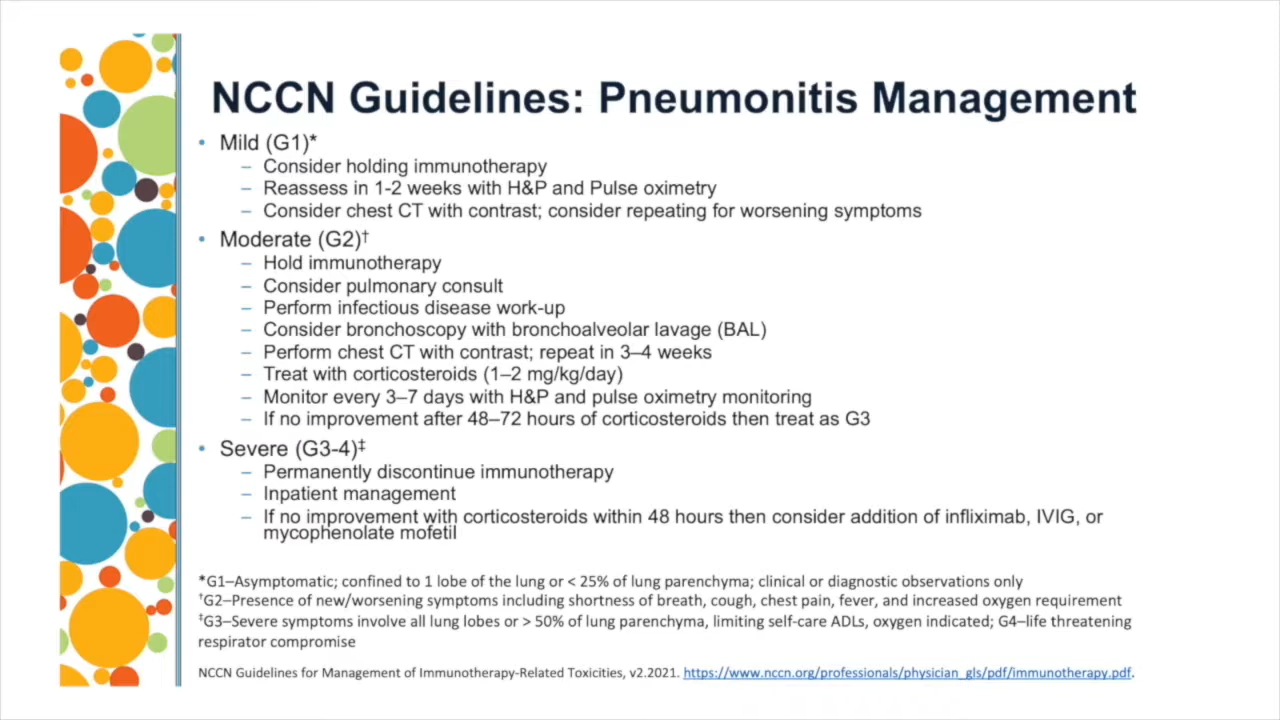 NCCN Guidelines: Pneumonitis Management
• Mild (G1)*
– Consider holding immunotherapy
– Reassess in 1-2 weeks with H&P and Pulse oximetry
– Consider chest CT with contrast; consider repeating for worsening symptoms
• Moderate (G2)†
– Hold immunotherapy
– Consider pulmonary consult
– Perform infectious disease work-up
– Consider bronchoscopy with bronchoalveolar lavage (BAL)
– Perform chest CT with contrast; repeat in 3–4 weeks
– Treat with corticosteroids (1–2 mg/kg/day)
– Monitor every 3–7 days with H&P and pulse oximetry monitoring
– If no improvement after 48–72 hours of corticosteroids then treat as G3
• Severe (G3-4)‡
– Permanently discontinue immunotherapy
– Inpatient management
– If no improvement with corticosteroids within 48 hours then consider addition of infliximab, IVIG, or
mycophenolate mofetil
*G1–Asymptomatic; confined to 1 lobe of the lung or < 25% of lung parenchyma; clinical or diagnostic observations only
†G2–Presence of new/worsening symptoms including shortness of breath, cough, chest pain, fever, and increased oxygen requirement
‡G3–Severe symptoms involve all lung lobes or > 50% of lung parenchyma, limiting self-care ADLs, oxygen indicated; G4–life threatening
respirator compromise
NCCN Guidelines for Management of Immunotherapy-Related Toxicities, v2.2021. https://www.nccn.org/professionals/physician_gls/pdf/immunotherapy.pdf.